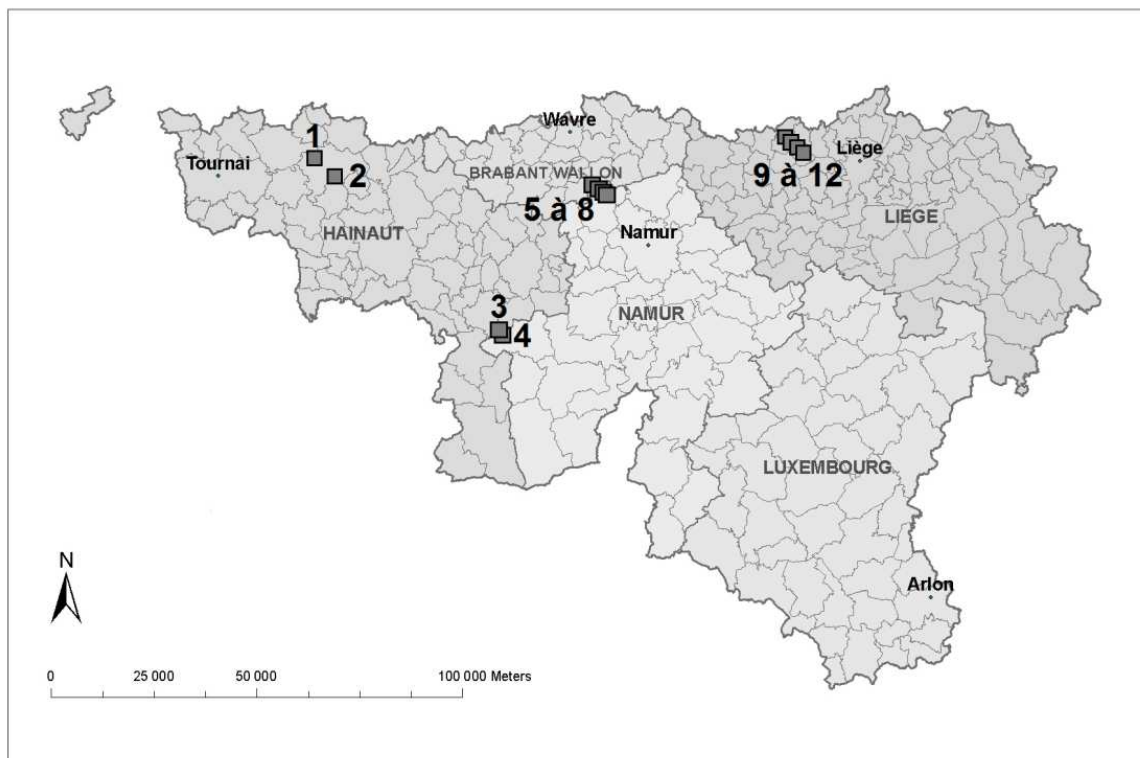 Wavre
1
Tournai
2
BRABANT WALLON
Liège
9 à 12
5 à 8
LIEGE
HAINAUT
Namur
3
4
NAMUR
LUXEMBOURG
N
Arlon
0 25 000 50 000 100 000 Meters